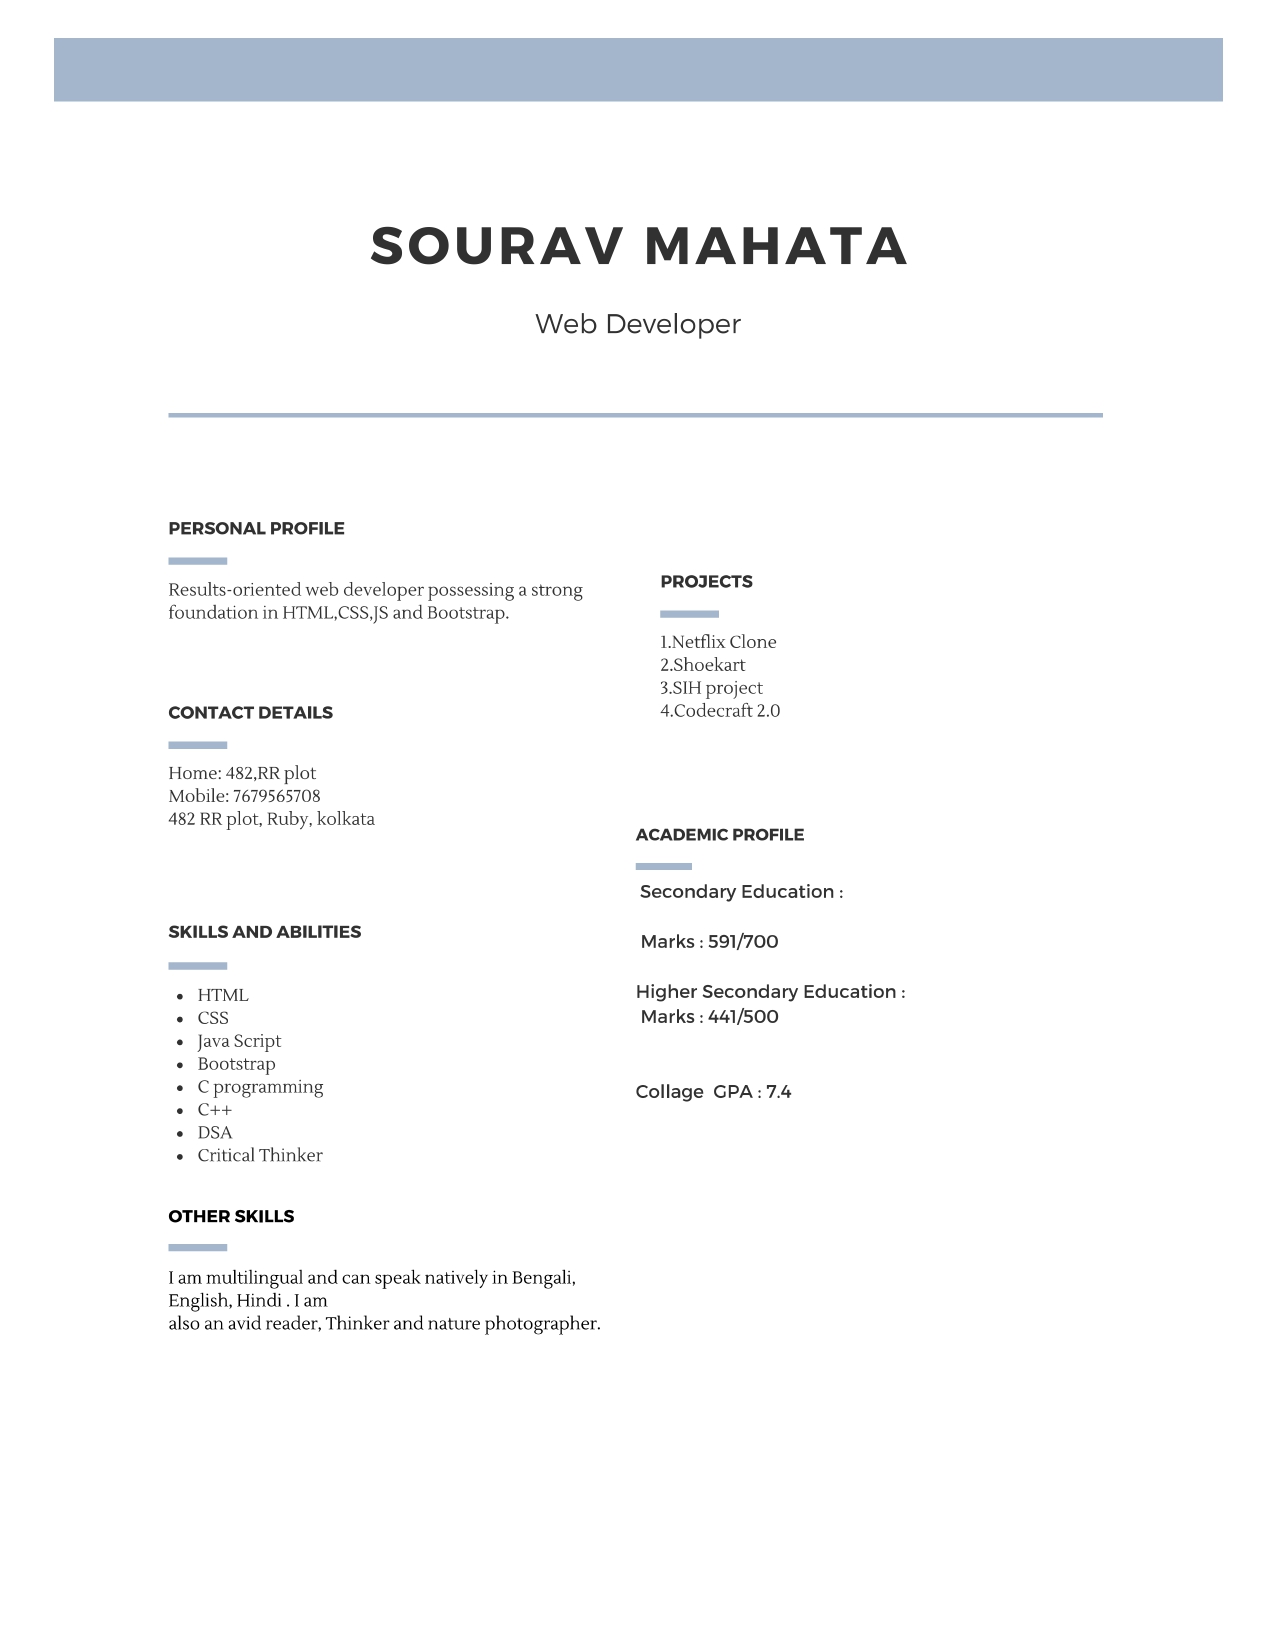 SOURAV MAHATA
Web Developer
PERSONAL PROFILE
Results-oriented web developer possessing a strong
foundation in HTML,CSS,JS and Bootstrap.
CONTACT DETAILS
Home: 482,RR plot
Mobile: 7679565708
482 RR plot, Ruby, kolkata
SKILLS AND ABILITIES
HTML
CSS
Java Script
Bootstrap
C programming
C++
DSA
Critical Thinker
OTHER SKILLS
I am multilingual and can speak natively in Bengali,
English, Hindi . I am
also an avid reader, Thinker and nature photographer.
PROJECTS
1.Netflix Clone
2.Shoekart
3.SIH project
4.Codecraft 2.0
ACADEMIC PROFILE
Secondary Education :
Marks : 591/700
Higher Secondary Education :
Marks : 441/500
Collage  GPA : 7.4